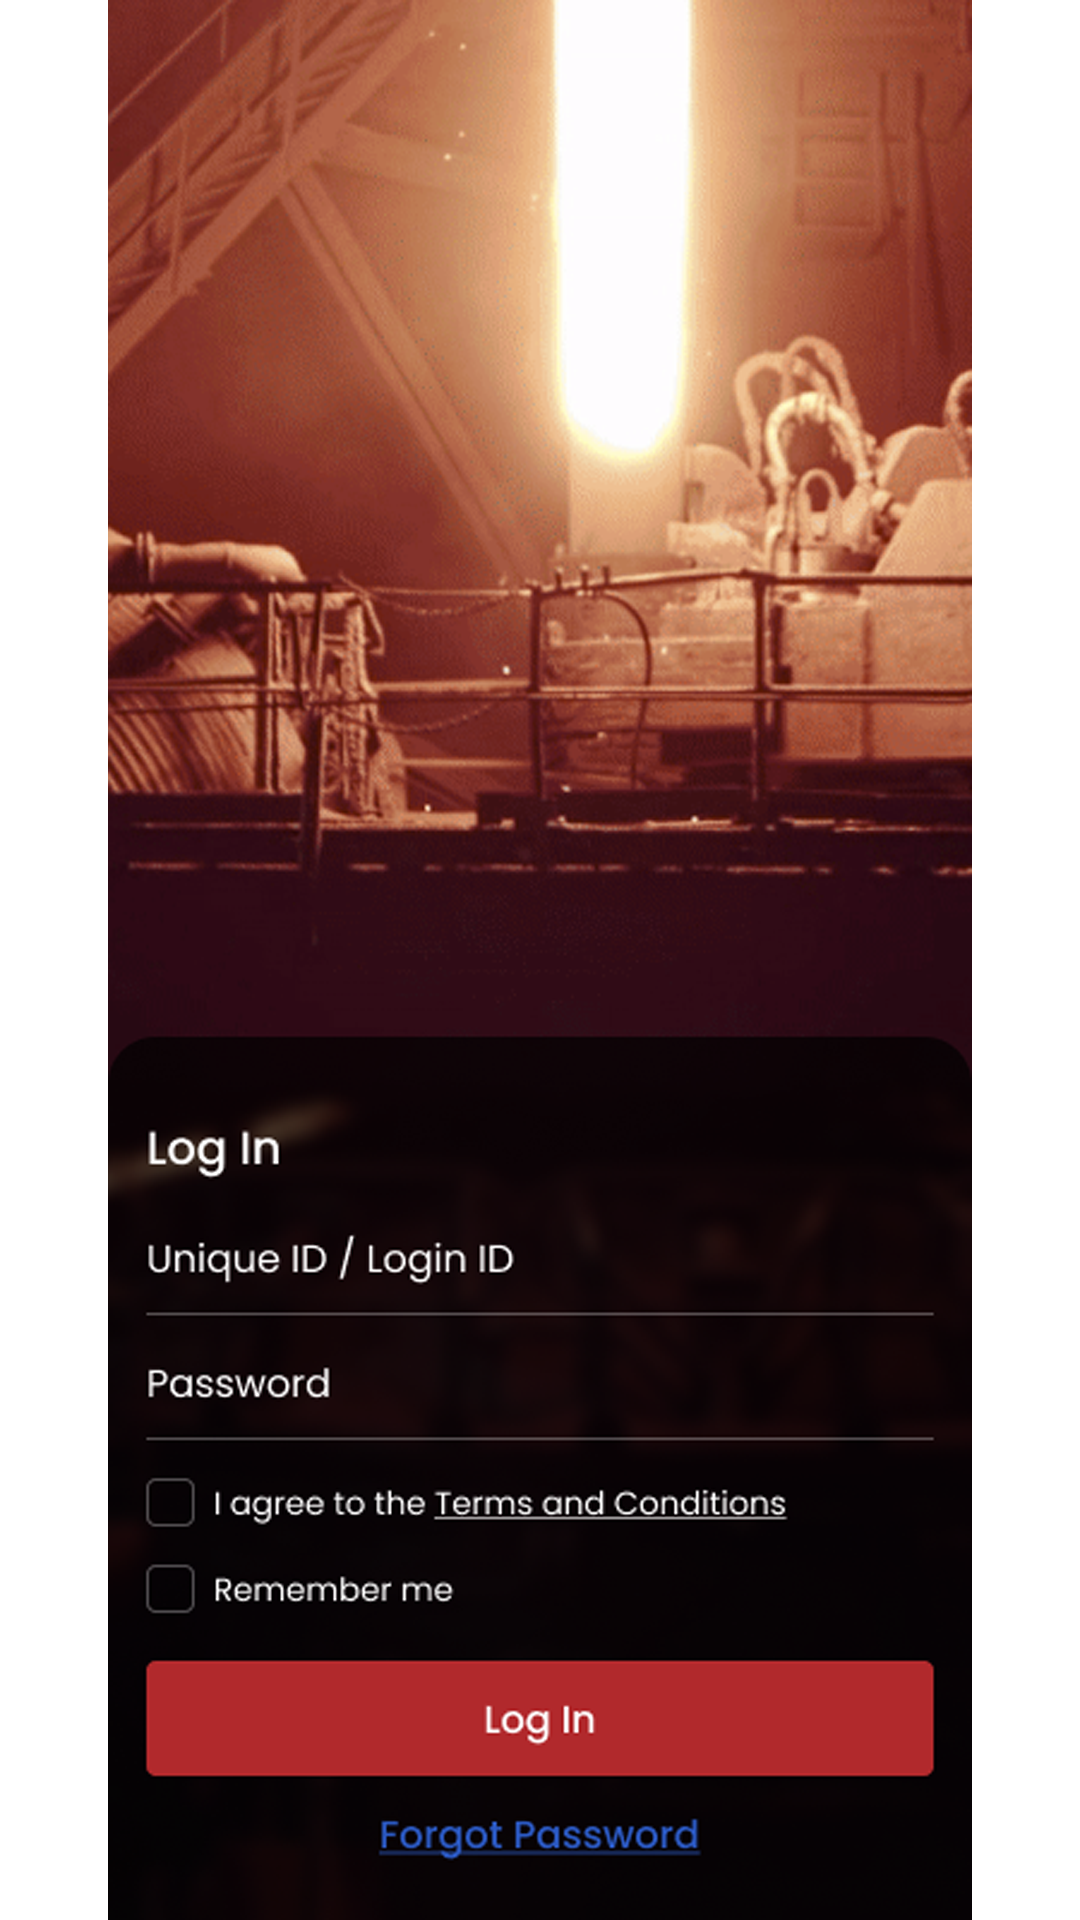 Log In
Unique ID / Login ID
Password
I agree to the Terms and Conditions
Remember me
Log In
Forgot Password